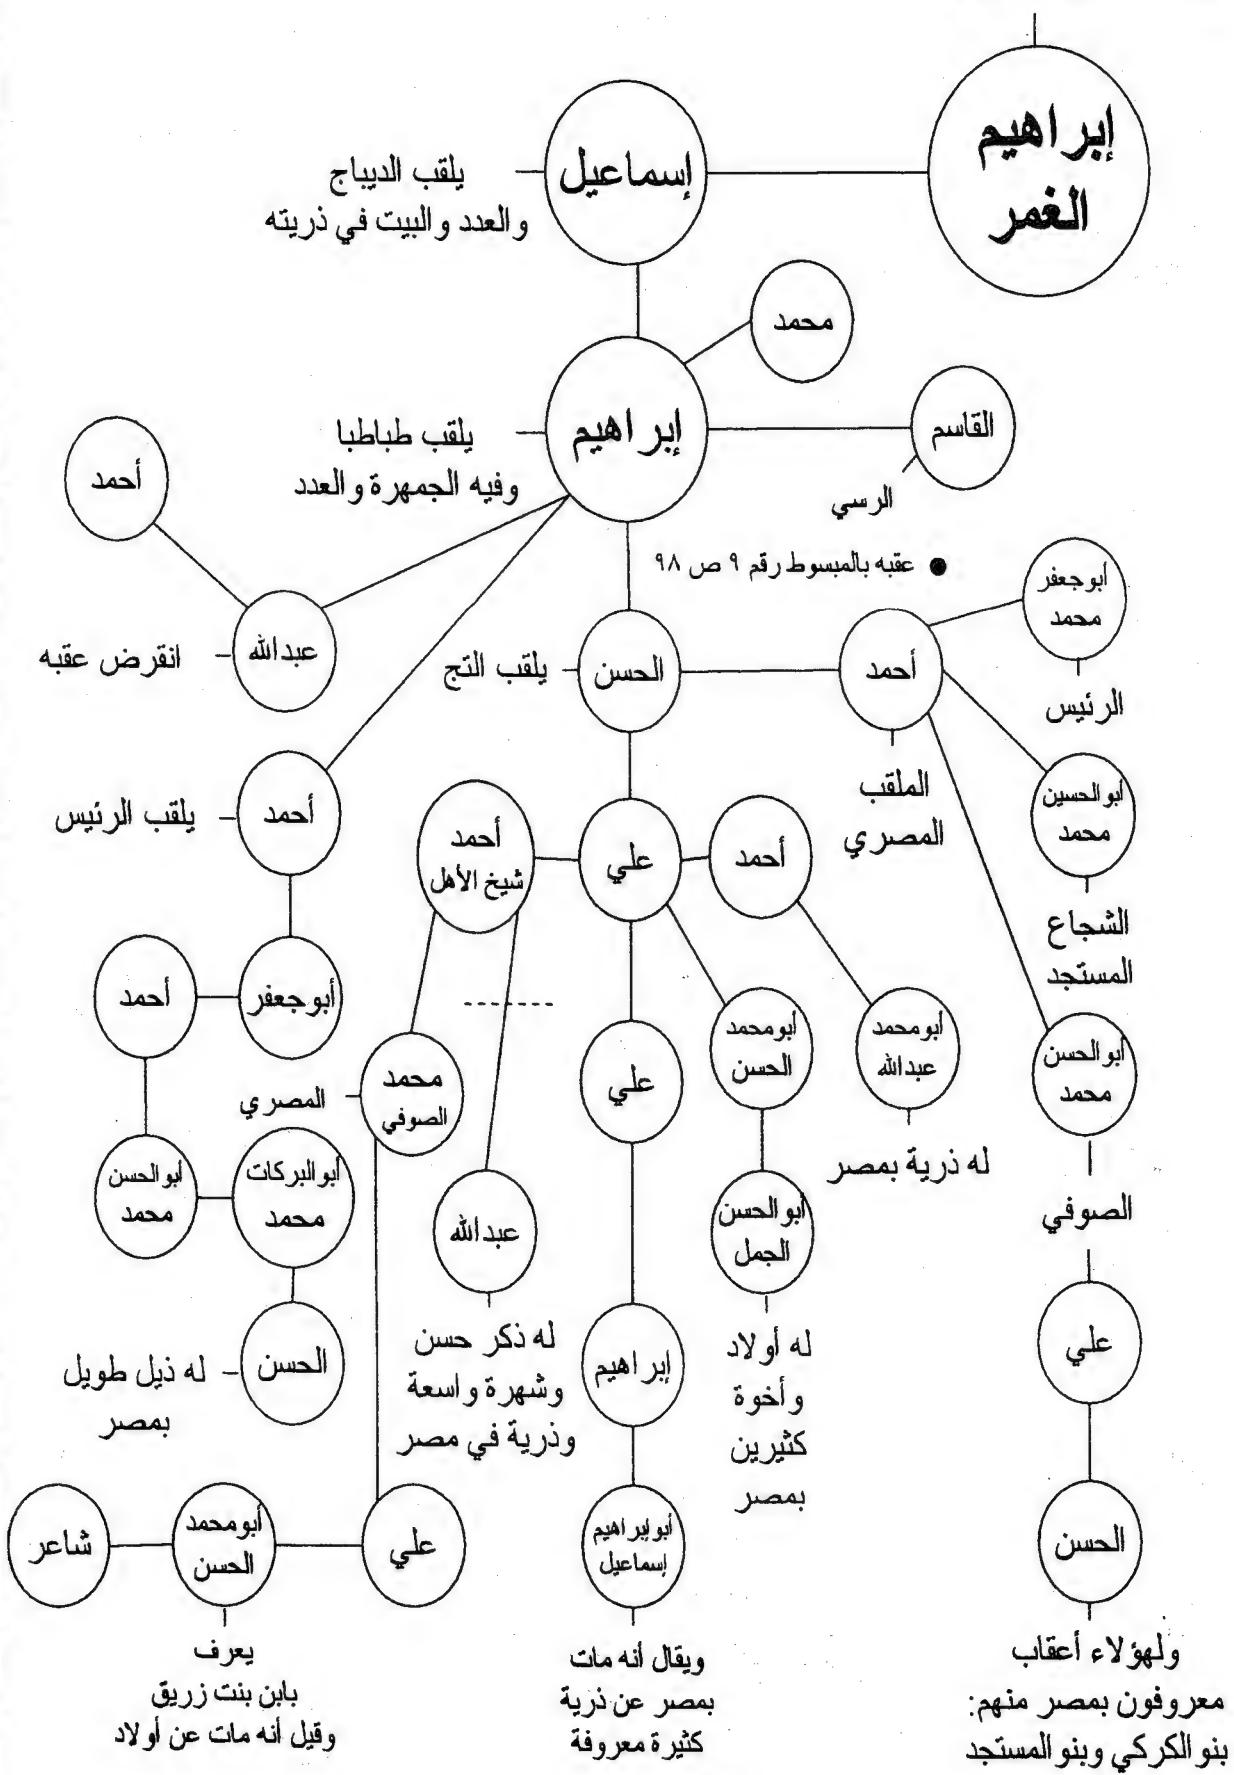 إبراهيم
الغمر
إسماعيل
يلقب الديباج
والعدد والبيت في ذريته
محمد
إبراهيم
يلقب طباطبا
وفيه الجمهرة والعدد
القاسم
الرسي
أحمد
● عقبه بالمبسوط رقم ٩ ص ٩٨
عبدالله
انقرض عقبه
الحسن
يلقب التج
أحمد
الملقب
المصري
أبوجعفر
محمد
الرئيس
أبوالحسين
محمد
الشجاع
المستجد
أبوالحسن
محمد
الصوفي
علي
الحسن
ولهؤلاء أعقاب
معروفون بمصر منهم:
بنو الكركي وبنو المستجد
علي
أحمد
أبومحمد
عبدالله
له ذرية بمصر
أبومحمد
الحسن
أبوالحسن
الجمل
له أولاد
وأخوة
كثيرين
بمصر
علي
إبراهيم
أبوإبراهيم
إسماعيل
ويقال أنه مات
بمصر عن ذرية
كثيرة معروفة
أحمد
شيخ الأهل
---------
عبدالله
له ذكر حسن
وشهرة واسعة
وذرية في مصر
محمد
الصوفي
المصري
علي
أبومحمد
الحسن
يعرف
بابن بنت زريق
وقيل أنه مات عن أولاد
شاعر
أحمد
يلقب الرئيس
أبوجعفر
أحمد
أبوالحسن
محمد
أبوالبركات
محمد
الحسن
له ذيل طويل
بمصر